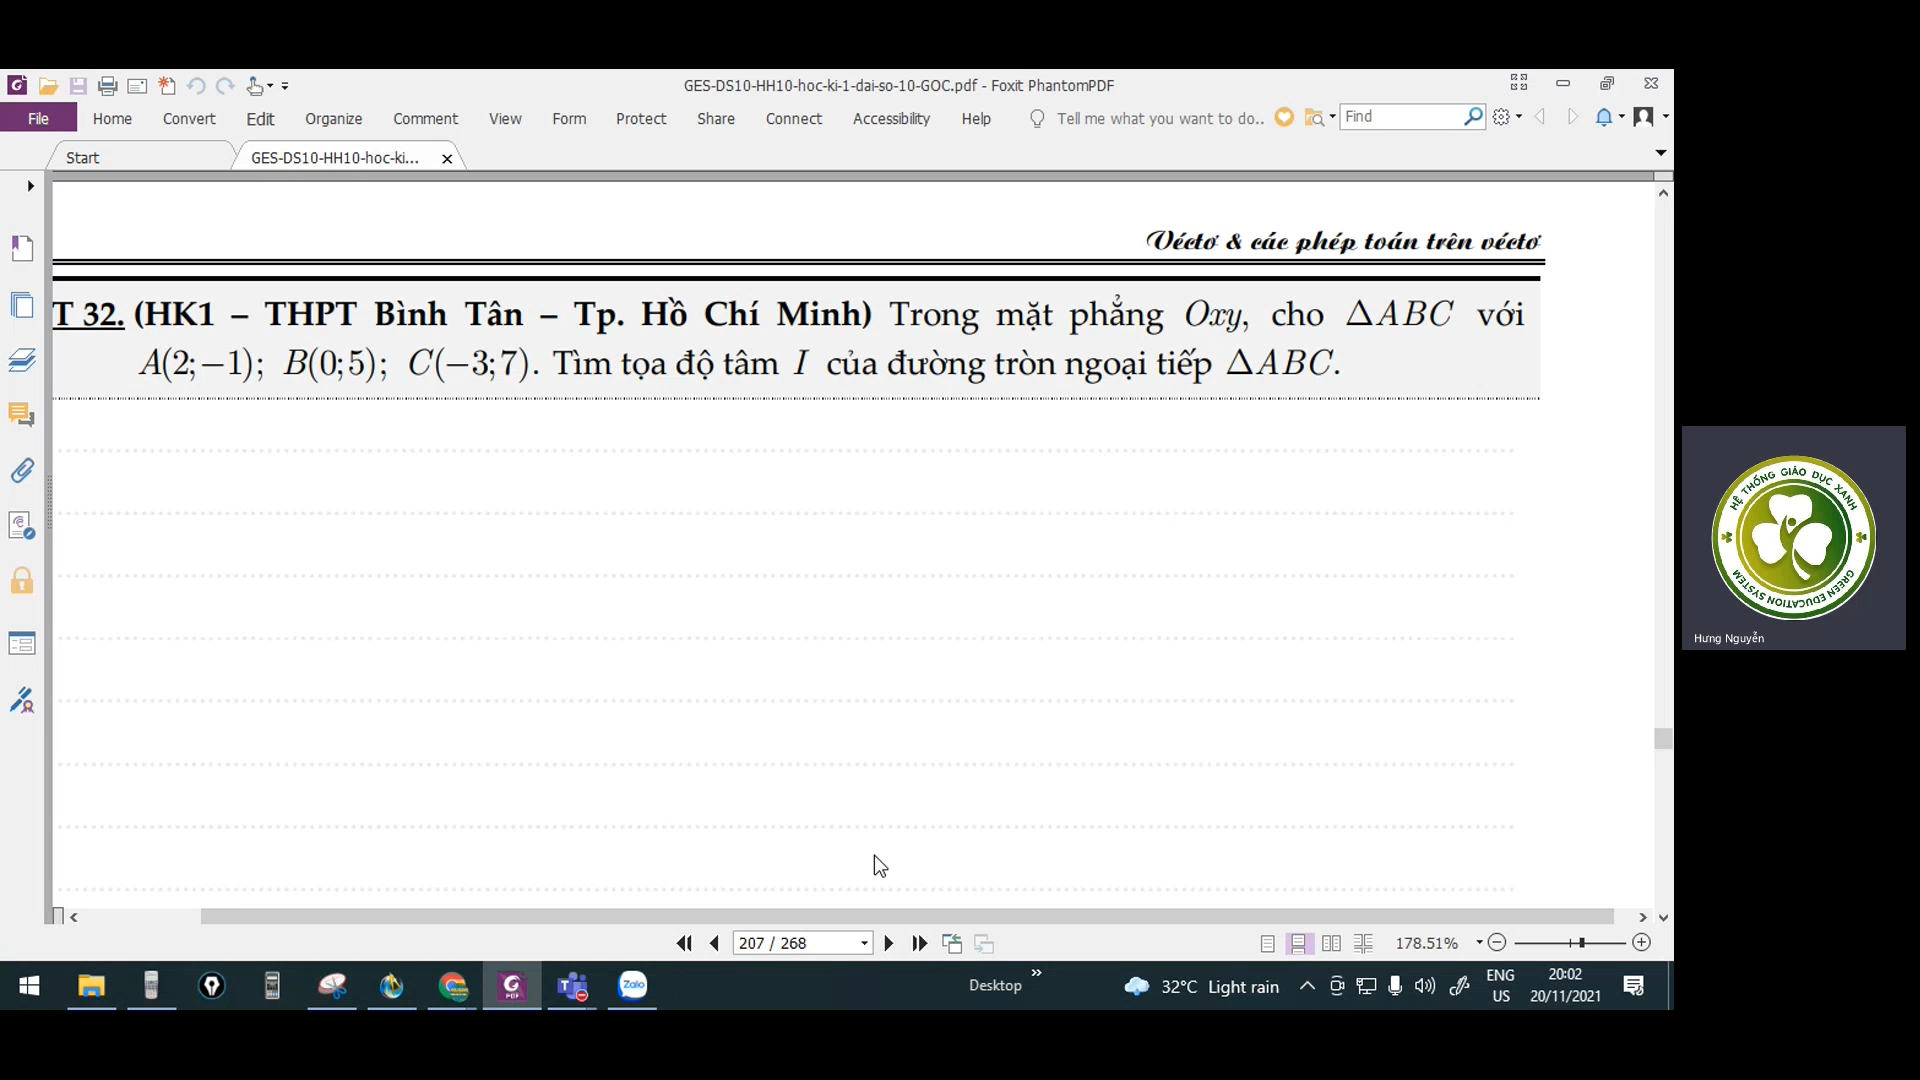 GES-DS10-HH10-hoc-ki-1-dai-so-10-GOC.pdf - Foxit PhantomPDF
File Home Convert Edit Organize Comment View Form Protect Share Connect Accessibility Help Tell me what you want to do.. Find
Start GES-DS10-HH10-hoc-ki...
Véctơ & các phép toán trên véctơ
T 32. (HK1 – THPT Bình Tân – Tp. Hồ Chí Minh) Trong mặt phẳng Oxy, cho ΔABC với
A(2;−1); B(0;5); C(−3;7). Tìm tọa độ tâm I của đường tròn ngoại tiếp ΔABC.
HỆ THỐNG GIÁO DỤC XANH
GREEN EDUCATION SYSTEM
Hưng Nguyễn
207 / 268
178.51%
PDF
Zalo
Desktop
32°C Light rain
ENG
US
20:02
20/11/2021